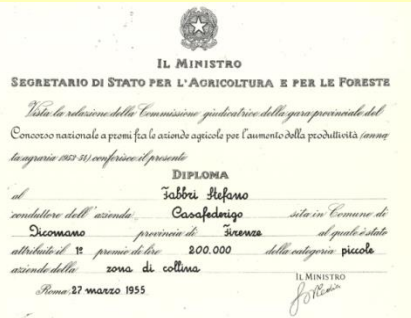 IL MINISTRO
SEGRETARIO DI STATO PER L'AGRICOLTURA E PER LE FORESTE
Vista la relazione della Commissione giudicatrice della gara provinciale del
Concorso nazionale a premi fra le aziende agricole per l'aumento della produttività (anna
ta agraria 1953-54) conferisce il presente
DIPLOMA
al Fabbri Stefano
conduttore dell'azienda Casafederigo sita in Comune di
Dicomano provincia di Firenze al quale è stato
attribuito il 1º premio di lire 200.000 della categoria piccole
aziende della zona di collina
IL MINISTRO
Roma, 27 marzo 1955